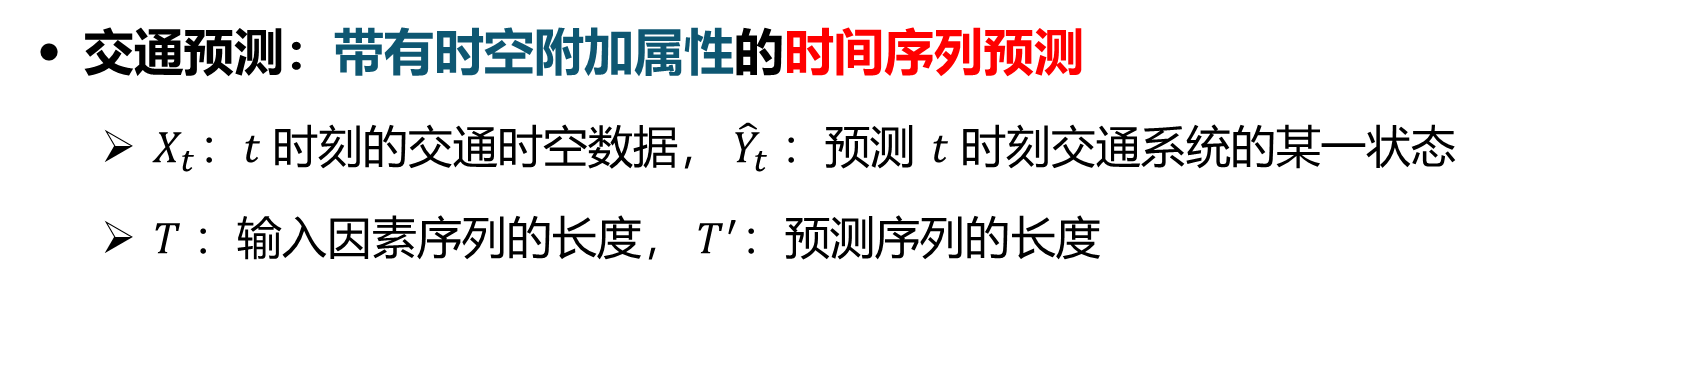 • 交通预测：带有时空附加属性的时间序列预测
➢ X_t：t 时刻的交通时空数据， Ŷ_t ：预测 t 时刻交通系统的某一状态
➢ T ：输入因素序列的长度， T′：预测序列的长度